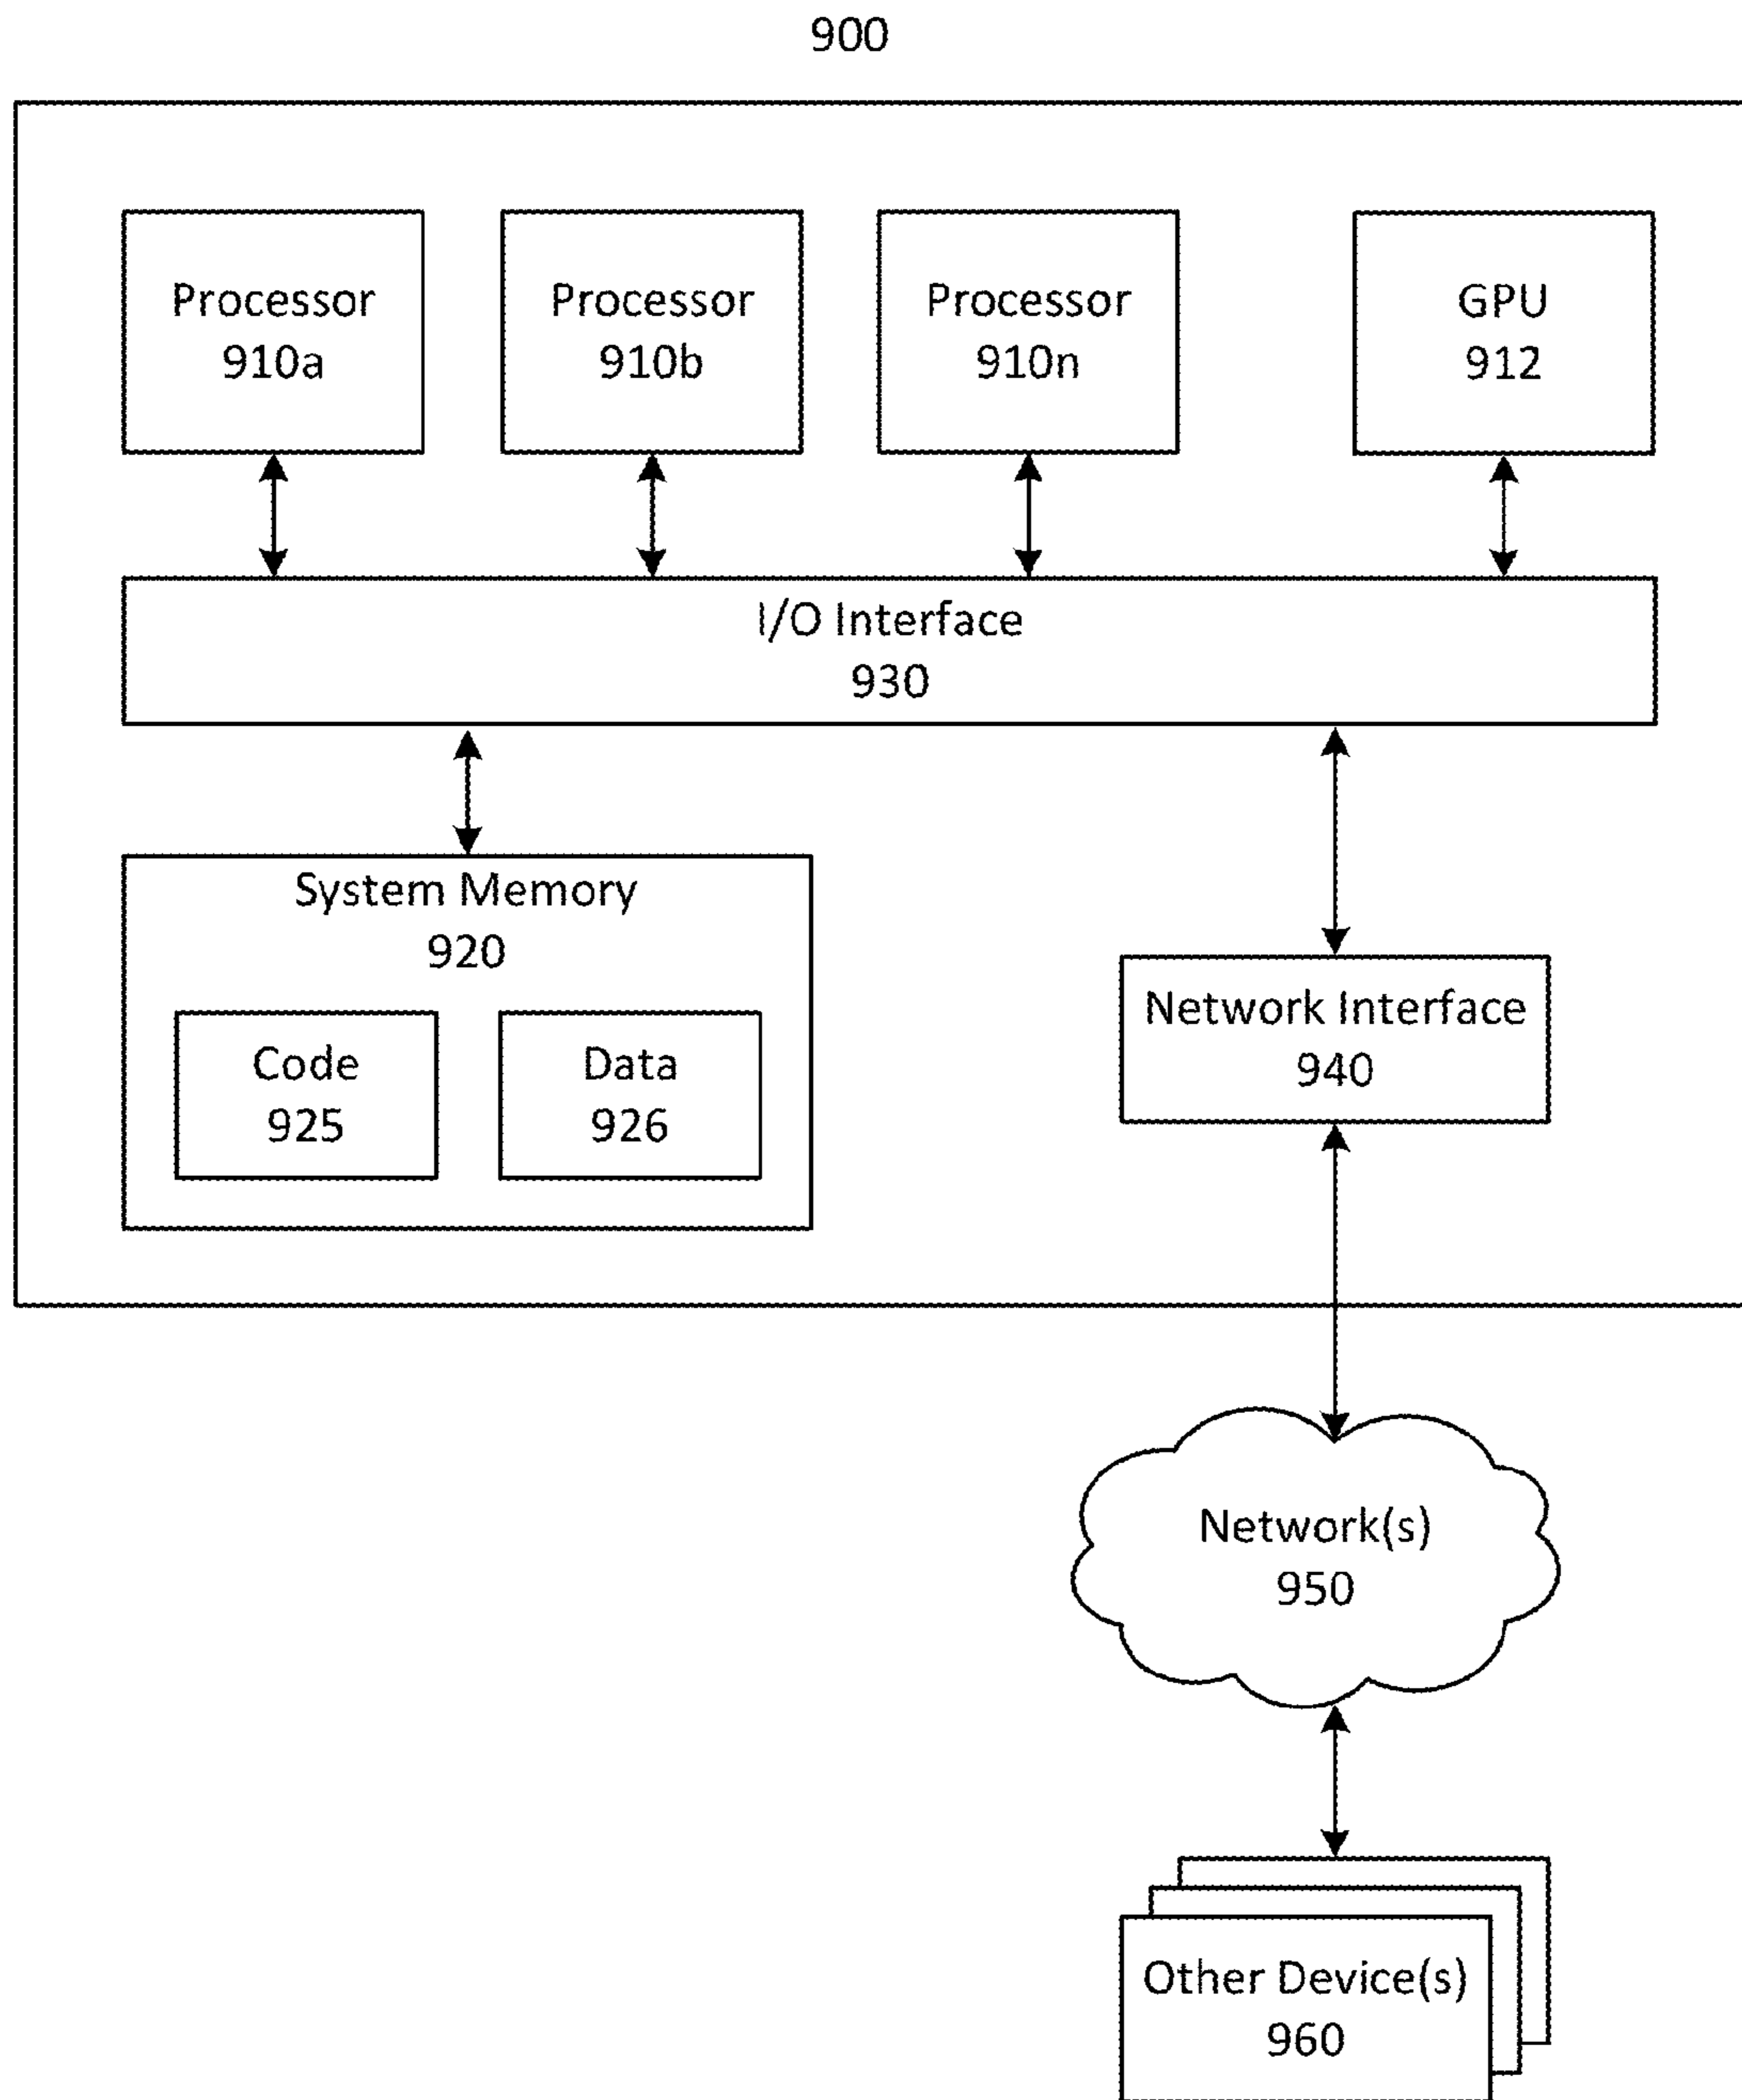 900
Processor
910a
Processor
910b
Processor
910n
GPU
912
I/O Interface
930
System Memory
920
Code
925
Data
926
Network Interface
940
Network(s)
950
Other Device(s)
960